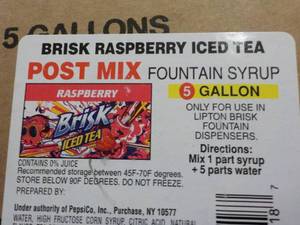 5 GALLONS
BRISK RASPBERRY ICED TEA
POST MIX FOUNTAIN SYRUP
RASPBERRY
Brisk
ICED TEA
5 GALLON
ONLY FOR USE IN
LIPTON BRISK
FOUNTAIN
DISPENSERS.
Directions:
Mix 1 part syrup
+ 5 parts water
CONTAINS 0% JUICE
Recommended storage between 45F-70F degrees.
STORE BELOW 90F DEGREES. DO NOT FREEZE.
PREPARED BY:
Under authority of PepsiCo, Inc., Purchase, NY 10577
WATER, HIGH FRUCTOSE CORN SYRUP, CITRIC ACID, NATURAL
18 7